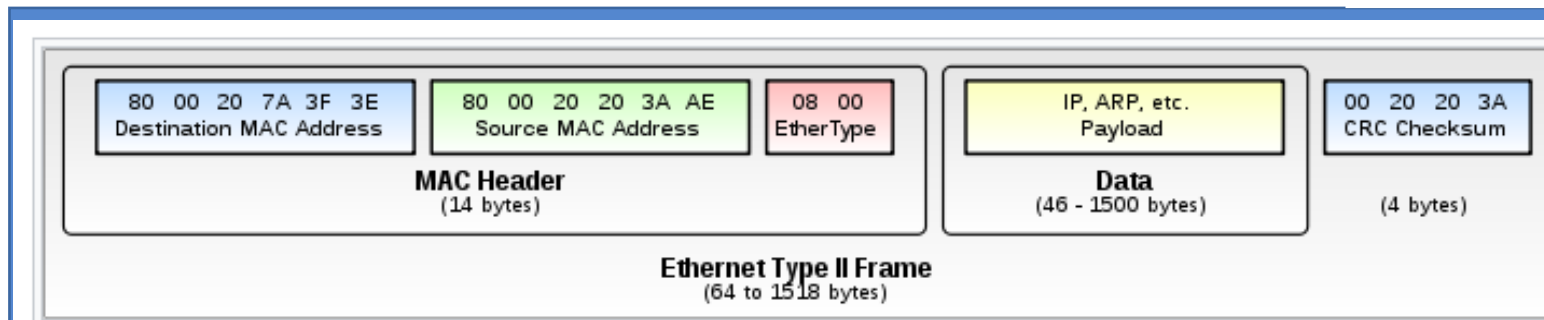 80 00 20 7A 3F 3E
Destination MAC Address
80 00 20 20 3A AE
Source MAC Address
08 00
EtherType
MAC Header
(14 bytes)
IP, ARP, etc.
Payload
Data
(46 - 1500 bytes)
00 20 20 3A
CRC Checksum
(4 bytes)
Ethernet Type II Frame
(64 to 1518 bytes)